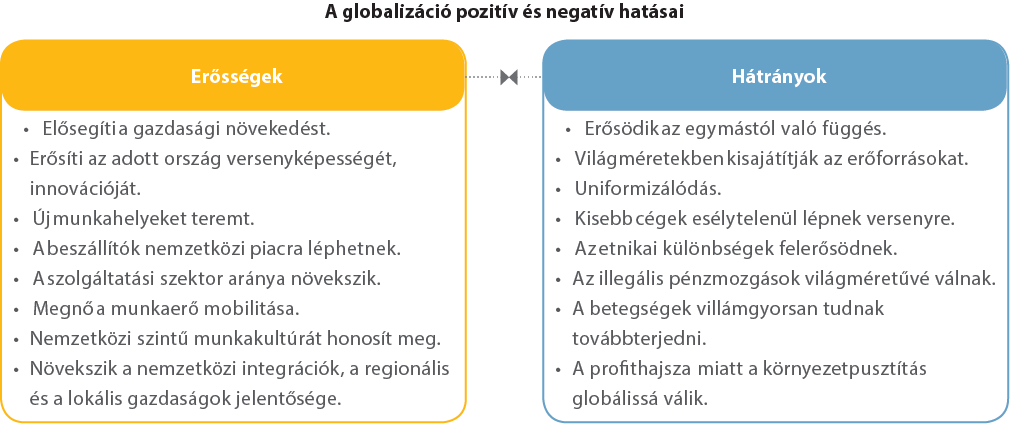 A globalizáció pozitív és negatív hatásai
Erősségek
• Elősegíti a gazdasági növekedést.
• Erősíti az adott ország versenyképességét,
innovációját.
• Új munkahelyeket teremt.
• A beszállítók nemzetközi piacra léphetnek.
• A szolgáltatási szektor aránya növekszik.
• Megnő a munkaerő mobilitása.
• Nemzetközi szintű munkakultúrát honosít meg.
• Növekszik a nemzetközi integrációk, a regionális
és a lokális gazdaságok jelentősége.
Hátrányok
• Erősödik az egymástól való függés.
• Világméretekben kisajátítják az erőforrásokat.
• Uniformizálódás.
• Kisebb cégek esélytelenül lépnek versenyre.
• Az etnikai különbségek felerősödnek.
• Az illegális pénzmozgások világméretűvé válnak.
• A betegségek villámgyorsan tudnak
továbbterjedni.
• A profithajsza miatt a környezetpusztítás
globálissá válik.